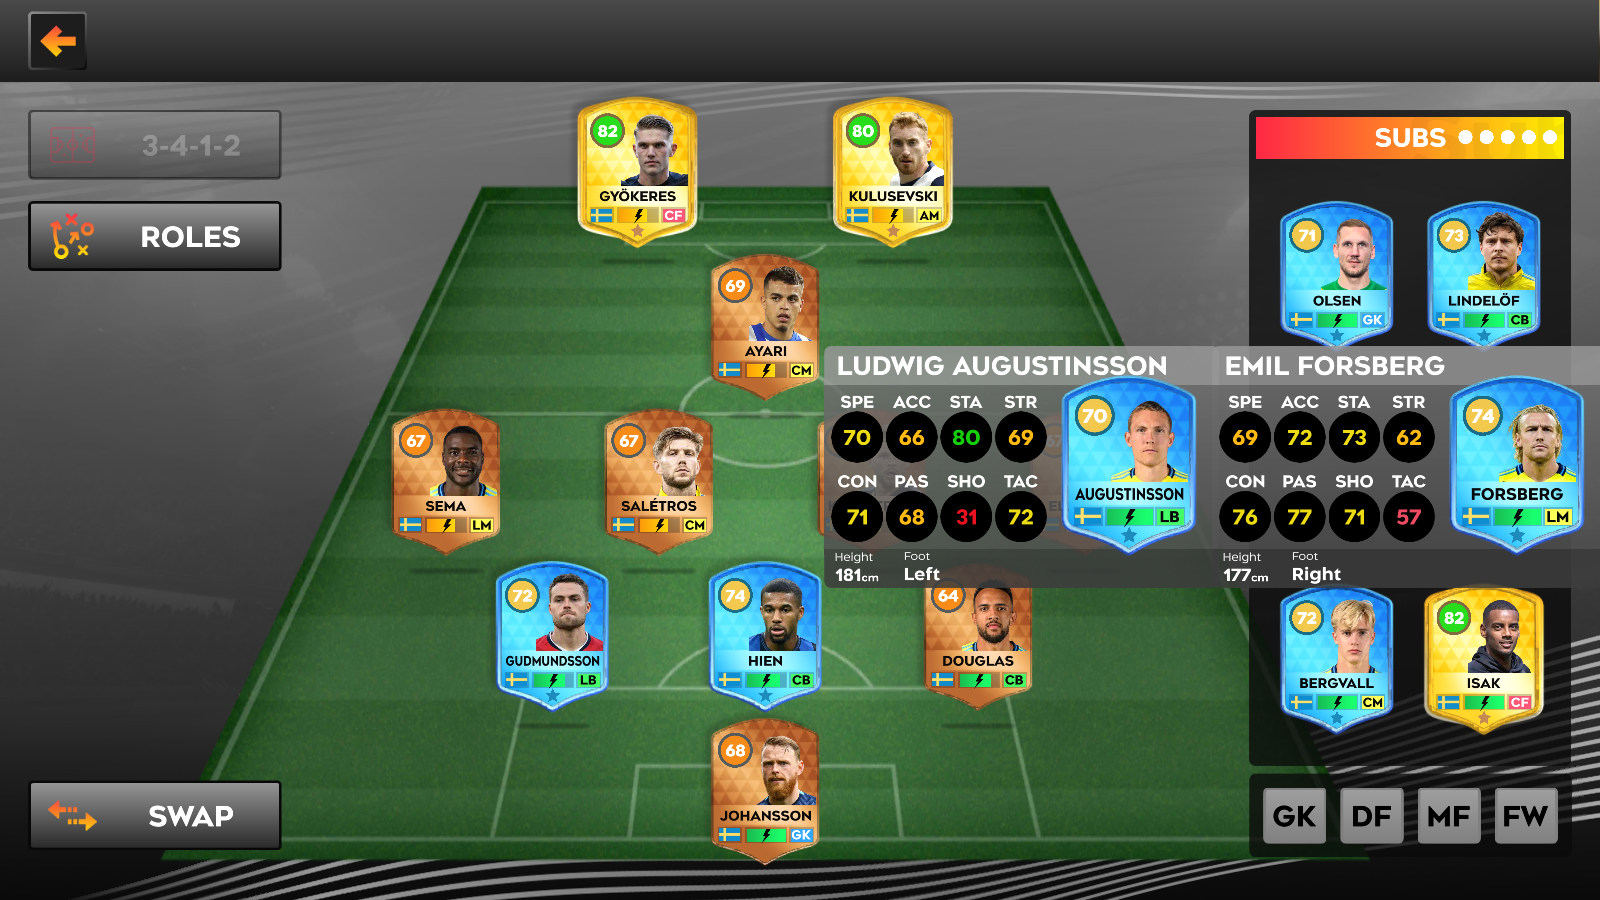 3-4-1-2
ROLES
SWAP
82
GYÖKERES
CF
80
KULUSEVSKI
AM
69
AYARI
CM
67
SEMA
LM
67
SALÉTROS
CM
72
GUDMUNDSSON
LB
74
HIEN
CB
64
DOUGLAS
CB
68
JOHANSSON
GK
SUBS
71
OLSEN
GK
73
LINDELÖF
CB
LUDWIG AUGUSTINSSON
SPE ACC STA STR
70 66 80 69
CON PAS SHO TAC
71 68 31 72
Height Foot
181cm Left
70
AUGUSTINSSON
LB
EMIL FORSBERG
SPE ACC STA STR
69 72 73 62
CON PAS SHO TAC
76 77 71 57
Height Foot
177cm Right
74
FORSBERG
LM
72
BERGVALL
CM
82
ISAK
CF
GK DF MF FW